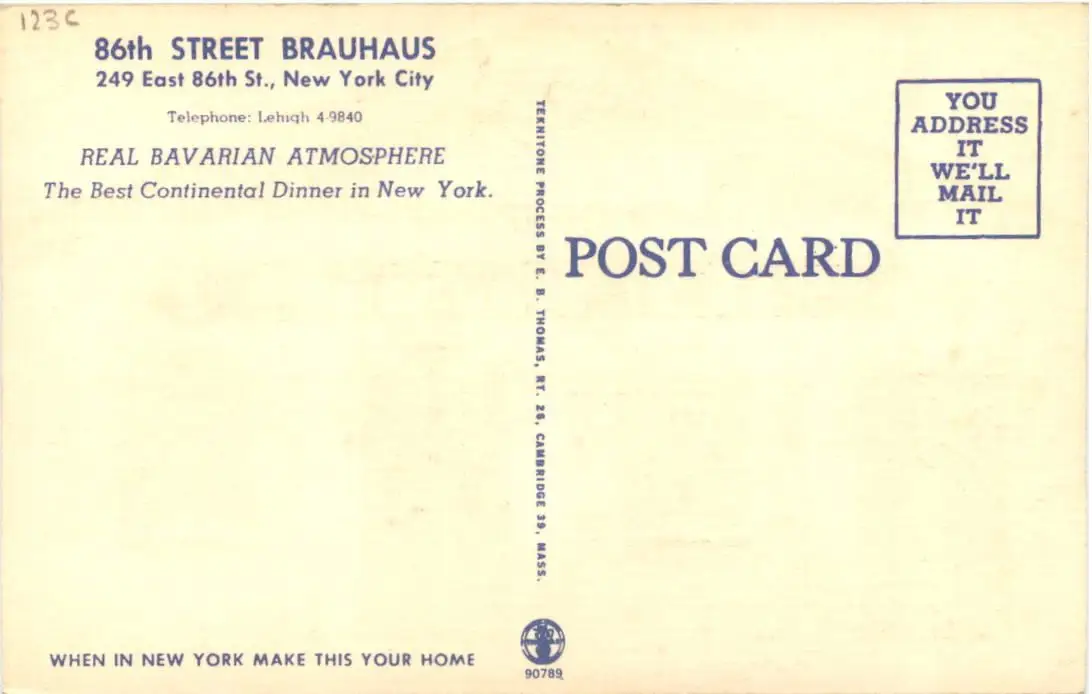 123C
86th STREET BRAUHAUS
249 East 86th St., New York City
Telephone: Lehigh 4-9840
REAL BAVARIAN ATMOSPHERE
The Best Continental Dinner in New York.
WHEN IN NEW YORK MAKE THIS YOUR HOME
TEKNITONE PROCESS BY E. B. THOMAS, RT. 26, CAMBRIDGE 39, MASS.
90789
POST CARD
YOU
ADDRESS
IT
WE'LL
MAIL
IT